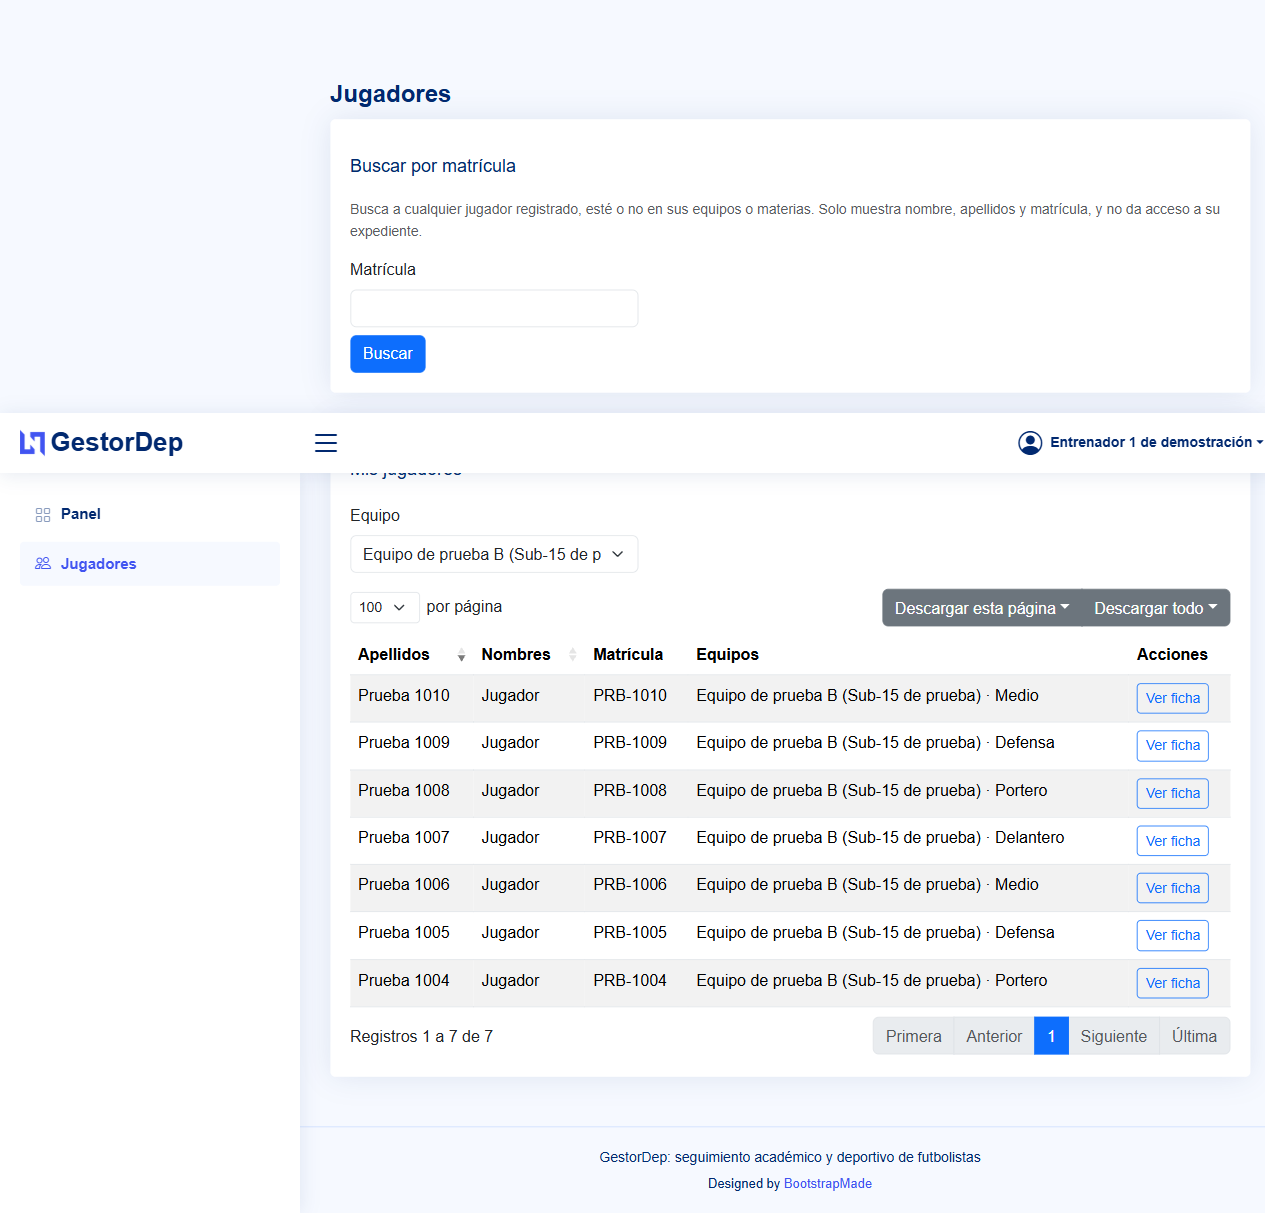 Jugadores
Buscar por matrícula
Busca a cualquier jugador registrado, esté o no en sus equipos o materias. Solo muestra nombre, apellidos y matrícula, y no da acceso a su
expediente.
Matrícula
Buscar
GestorDep
Entrenador 1 de demostración
Panel
Jugadores
Mis jugadores
Equipo
Equipo de prueba B (Sub-15 de p
100 por página
Descargar esta página Descargar todo
Apellidos Nombres Matrícula Equipos Acciones
Prueba 1010 Jugador PRB-1010 Equipo de prueba B (Sub-15 de prueba) · Medio Ver ficha
Prueba 1009 Jugador PRB-1009 Equipo de prueba B (Sub-15 de prueba) · Defensa Ver ficha
Prueba 1008 Jugador PRB-1008 Equipo de prueba B (Sub-15 de prueba) · Portero Ver ficha
Prueba 1007 Jugador PRB-1007 Equipo de prueba B (Sub-15 de prueba) · Delantero Ver ficha
Prueba 1006 Jugador PRB-1006 Equipo de prueba B (Sub-15 de prueba) · Medio Ver ficha
Prueba 1005 Jugador PRB-1005 Equipo de prueba B (Sub-15 de prueba) · Defensa Ver ficha
Prueba 1004 Jugador PRB-1004 Equipo de prueba B (Sub-15 de prueba) · Portero Ver ficha
Registros 1 a 7 de 7
Primera Anterior 1 Siguiente Última
GestorDep: seguimiento académico y deportivo de futbolistas
Designed by BootstrapMade